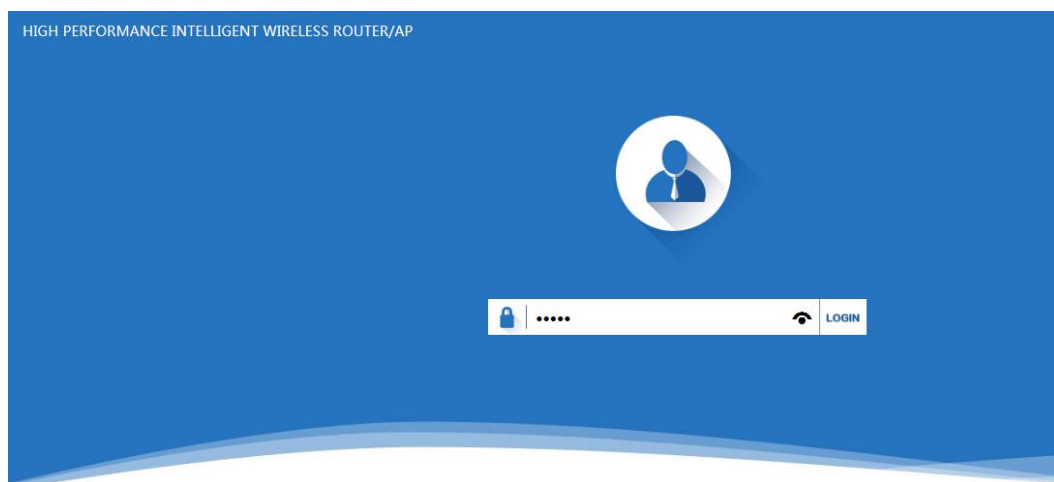 HIGH PERFORMANCE INTELLIGENT WIRELESS ROUTER/AP
•••••
LOGIN